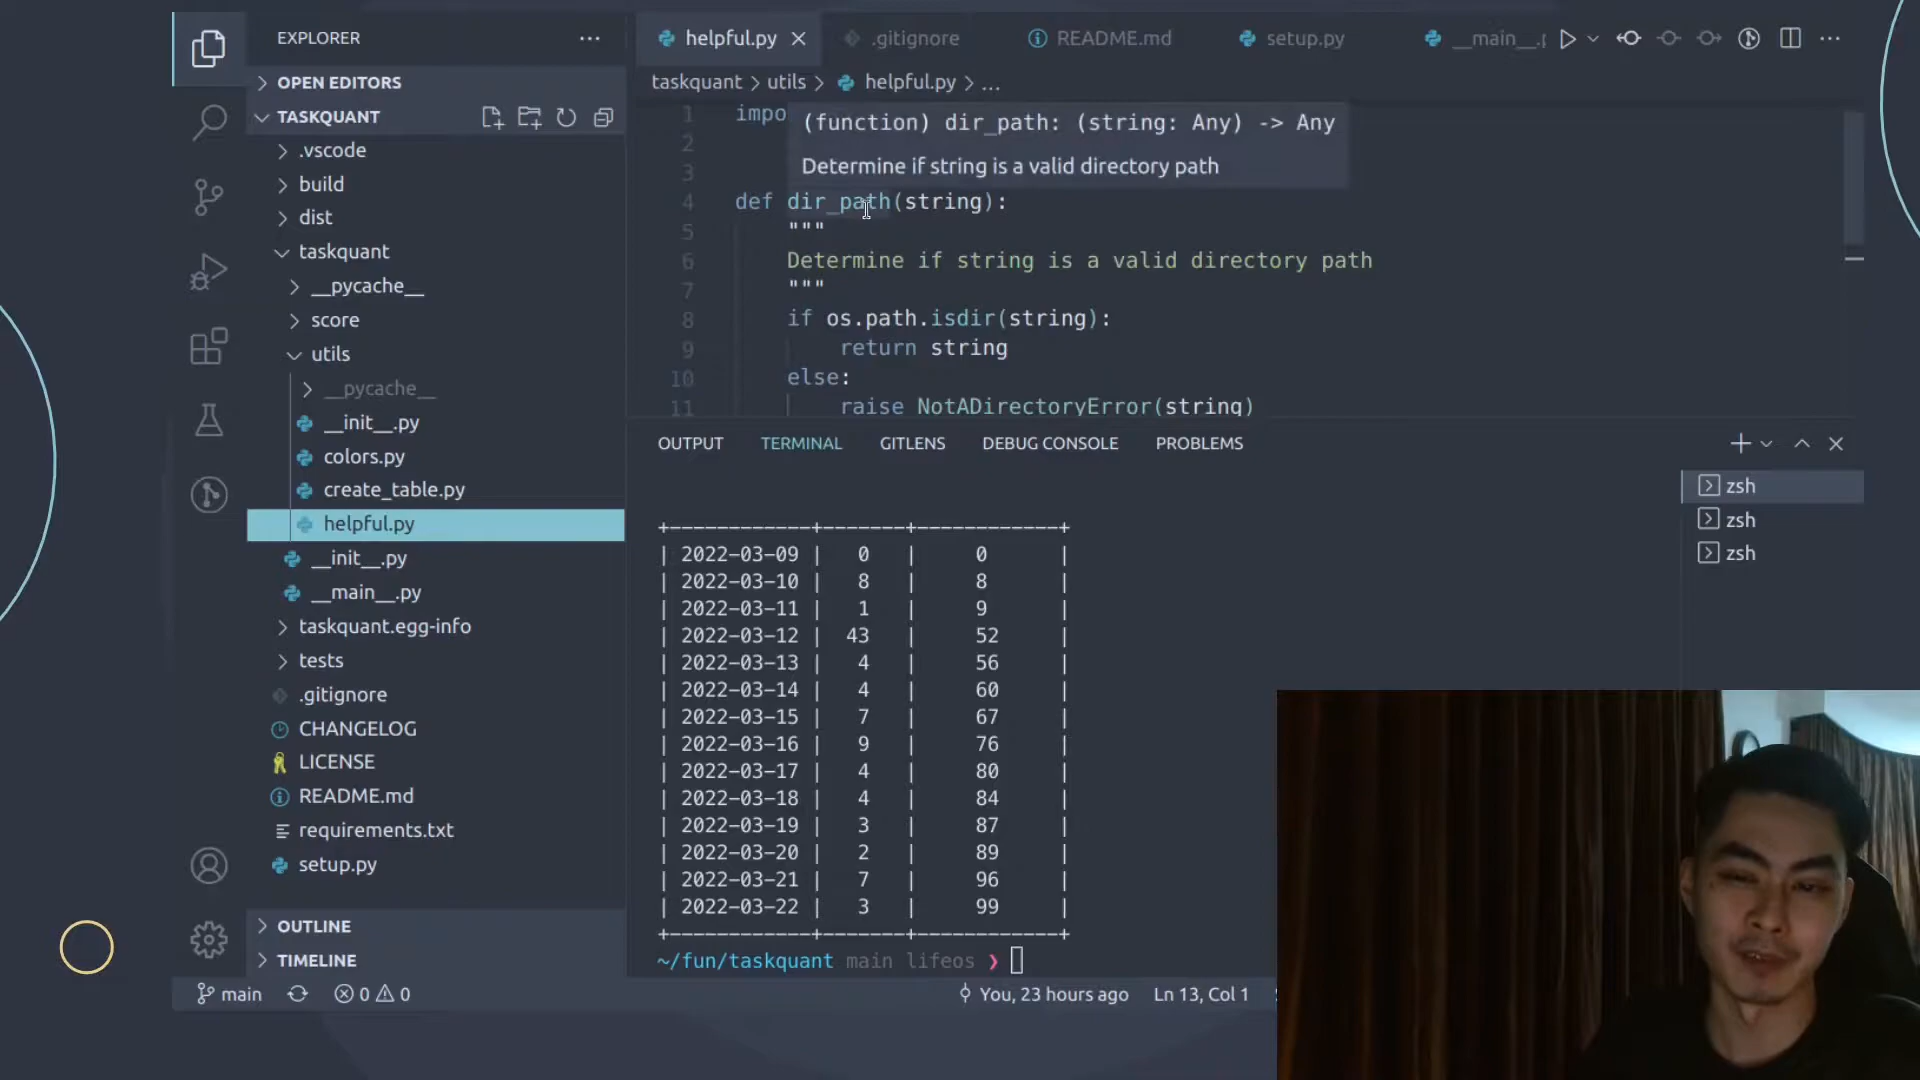 EXPLORER
OPEN EDITORS
TASKQUANT
.vscode
build
dist
taskquant
__pycache__
score
utils
__pycache__
__init__.py
colors.py
create_table.py
helpful.py
__init__.py
__main__.py
taskquant.egg-info
tests
.gitignore
CHANGELOG
LICENSE
README.md
requirements.txt
setup.py
OUTLINE
TIMELINE
helpful.py
.gitignore
README.md
setup.py
__main__.
taskquant > utils > helpful.py > ...
1 impo
(function) dir_path: (string: Any) -> Any
Determine if string is a valid directory path
2
3
4 def dir_path(string):
5 """
6 Determine if string is a valid directory path
7 """
8 if os.path.isdir(string):
9 return string
10 else:
11 raise NotADirectoryError(string)
OUTPUT TERMINAL GITLENS DEBUG CONSOLE PROBLEMS
zsh
zsh
zsh
+------------+-------+------------+
| 2022-03-09 | 0 | 0 |
| 2022-03-10 | 8 | 8 |
| 2022-03-11 | 1 | 9 |
| 2022-03-12 | 43 | 52 |
| 2022-03-13 | 4 | 56 |
| 2022-03-14 | 4 | 60 |
| 2022-03-15 | 7 | 67 |
| 2022-03-16 | 9 | 76 |
| 2022-03-17 | 4 | 80 |
| 2022-03-18 | 4 | 84 |
| 2022-03-19 | 3 | 87 |
| 2022-03-20 | 2 | 89 |
| 2022-03-21 | 7 | 96 |
| 2022-03-22 | 3 | 99 |
+------------+-------+------------+
~/fun/taskquant main lifeos ❯
main 0 0 You, 23 hours ago Ln 13, Col 1